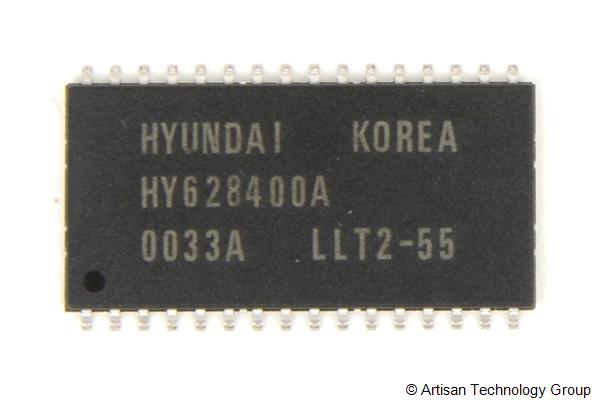 HYUNDAI KOREA
HY628400A
0033A LLT2-55
© Artisan Technology Group